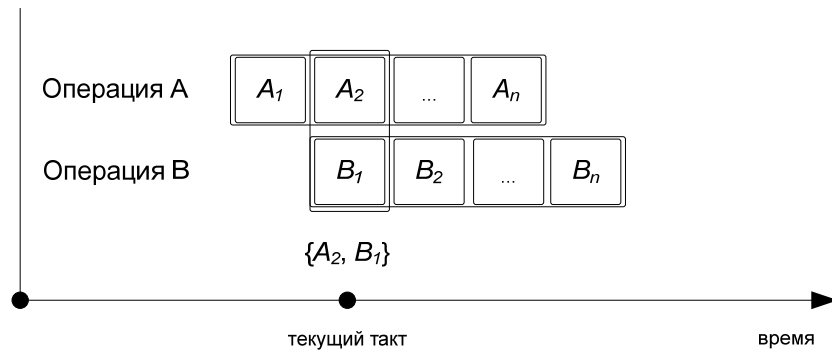 Операция А A1 A2 ... An
Операция В B1 B2 ... Bn
{A2, B1}
текущий такт время